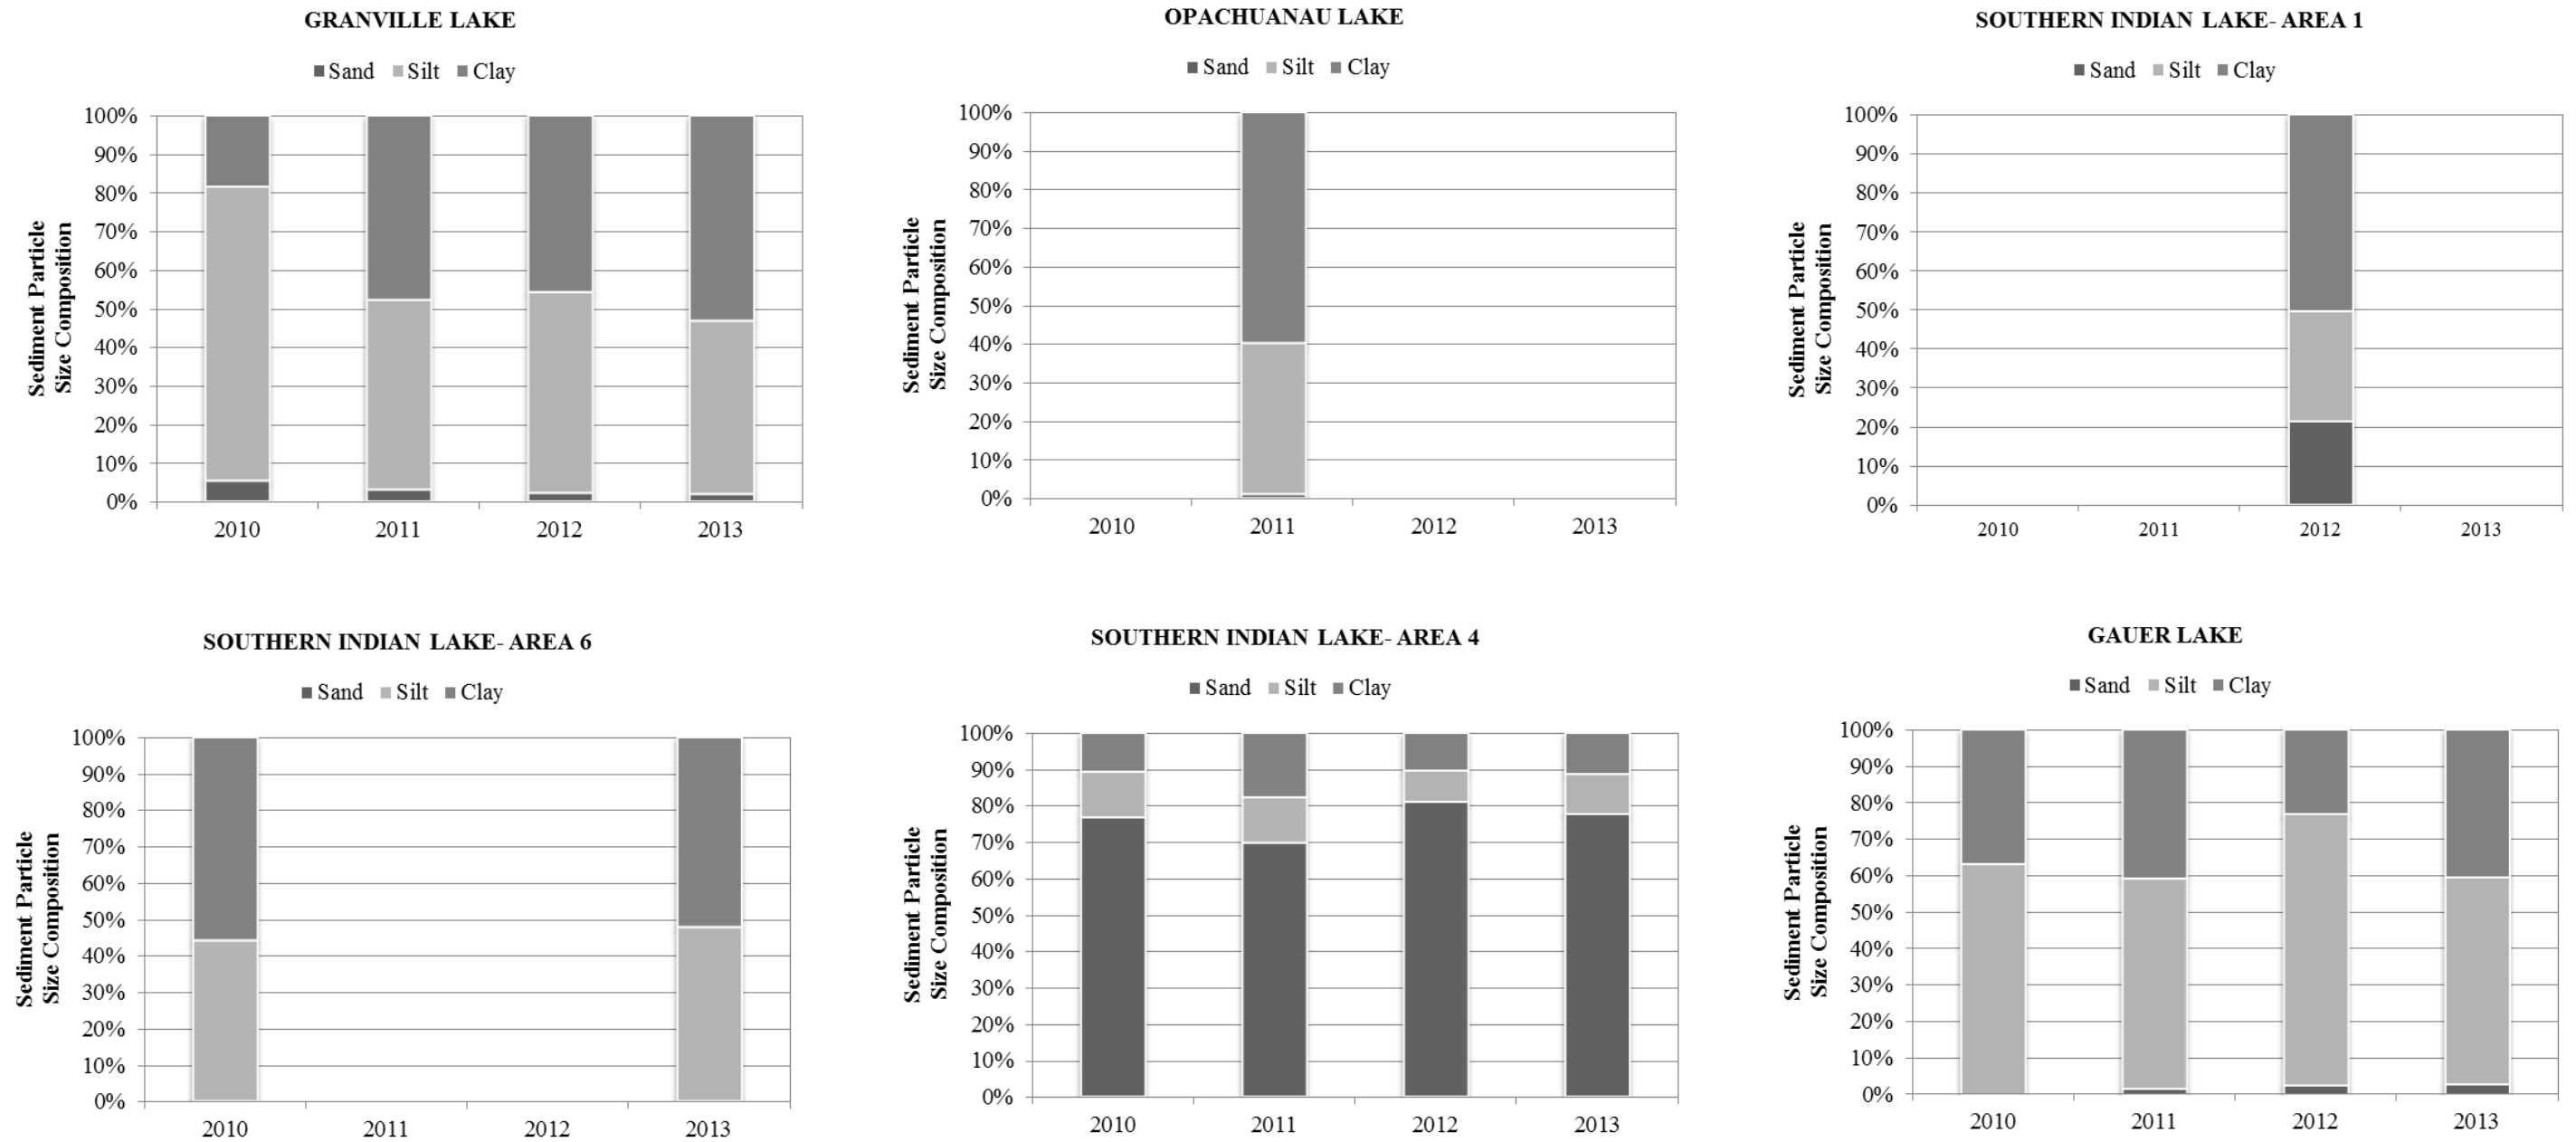 GRANVILLE LAKE
Sand Silt Clay
100%
90%
80%
70%
60%
50%
40%
30%
20%
10%
0%
Sediment Particle
Size Composition
2010 2011 2012 2013
OPACHUANAU LAKE
Sand Silt Clay
100%
90%
80%
70%
60%
50%
40%
30%
20%
10%
0%
Sediment Particle
Size Composition
2010 2011 2012 2013
SOUTHERN INDIAN LAKE- AREA 1
Sand Silt Clay
100%
90%
80%
70%
60%
50%
40%
30%
20%
10%
0%
Sediment Particle
Size Composition
2010 2011 2012 2013
SOUTHERN INDIAN LAKE- AREA 6
Sand Silt Clay
100%
90%
80%
70%
60%
50%
40%
30%
20%
10%
0%
Sediment Particle
Size Composition
2010 2011 2012 2013
SOUTHERN INDIAN LAKE- AREA 4
Sand Silt Clay
100%
90%
80%
70%
60%
50%
40%
30%
20%
10%
0%
Sediment Particle
Size Composition
2010 2011 2012 2013
GAUER LAKE
Sand Silt Clay
100%
90%
80%
70%
60%
50%
40%
30%
20%
10%
0%
Sediment Particle
Size Composition
2010 2011 2012 2013